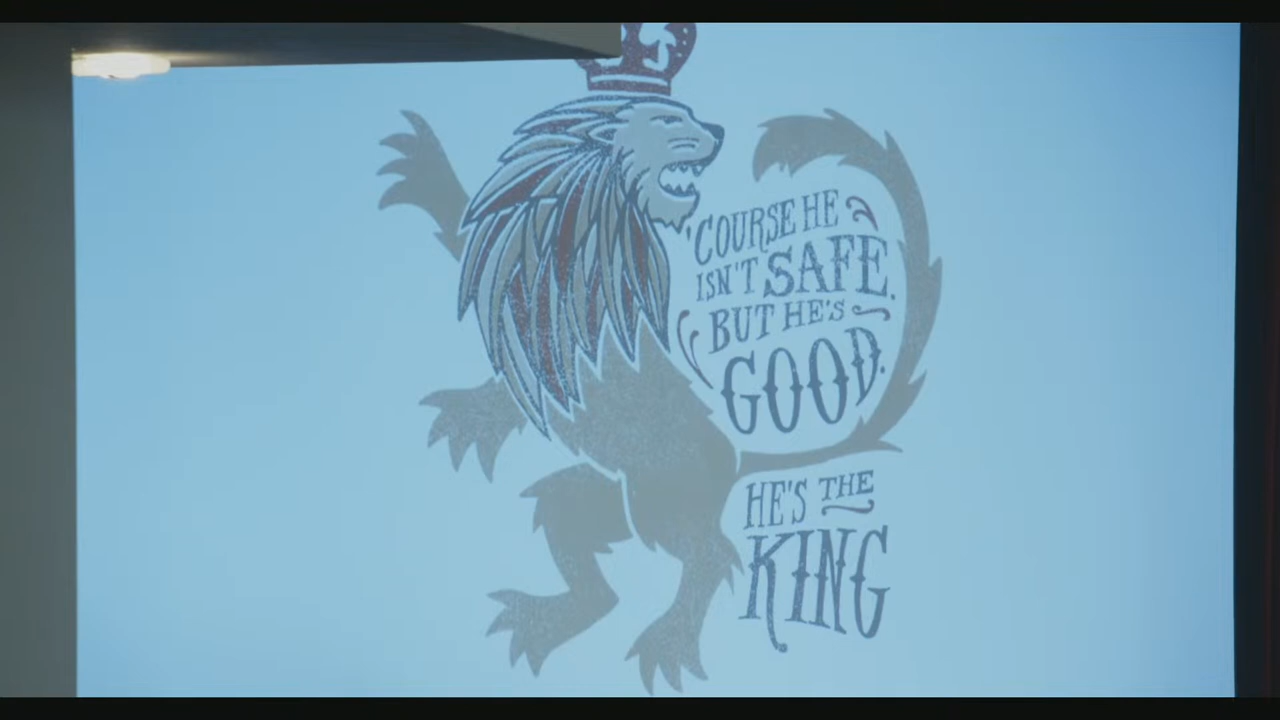 'COURSE HE
ISN'T SAFE.
BUT HE'S
GOOD.
HE'S THE
KING